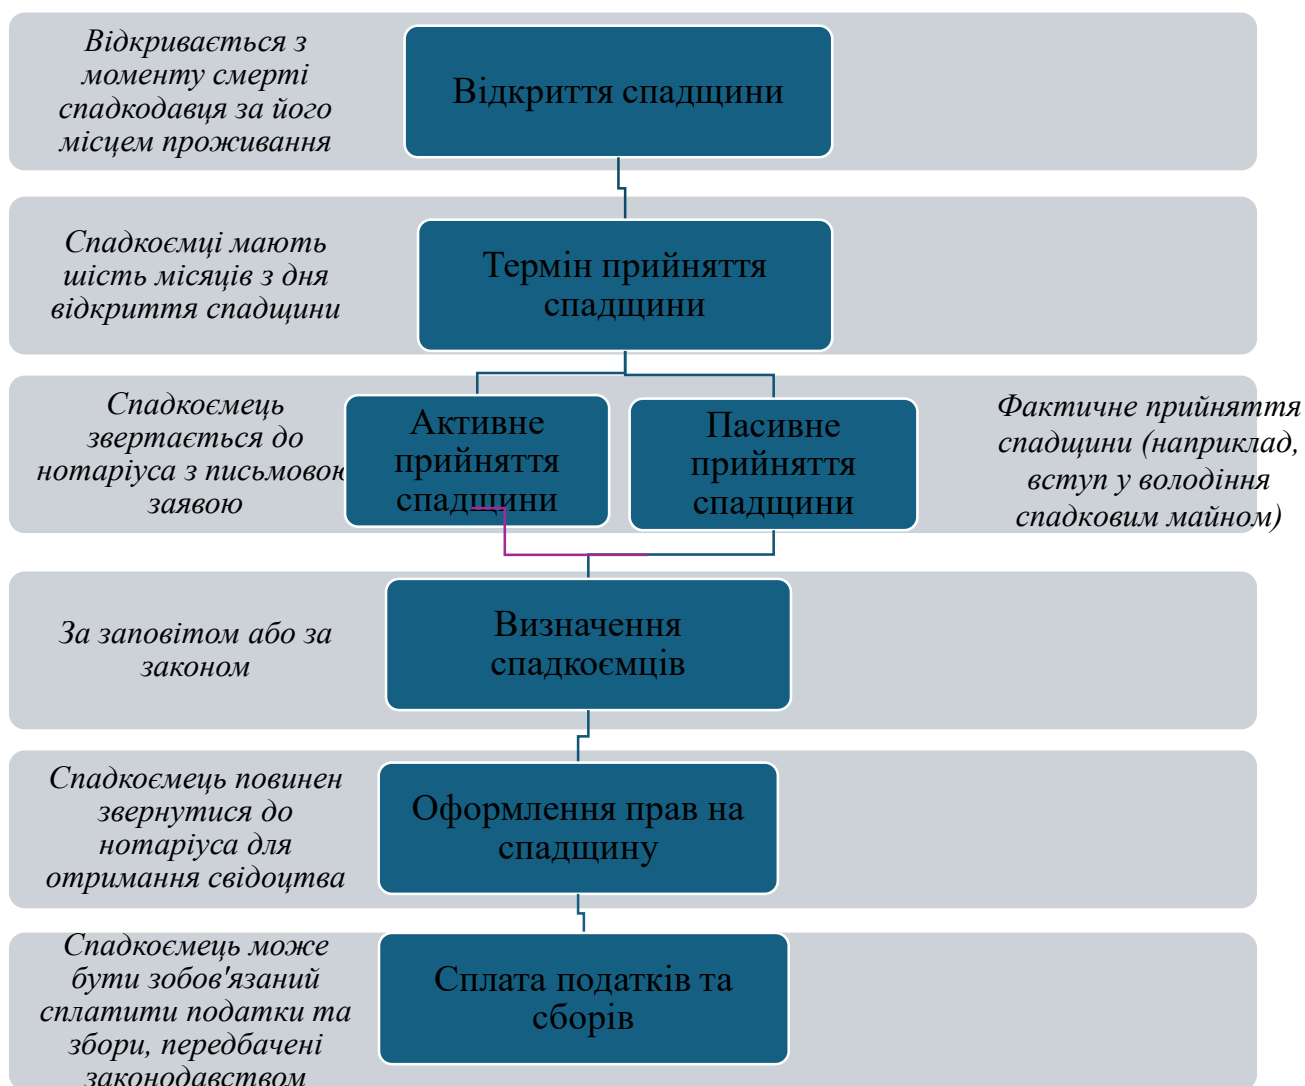 Відкривається з
моменту смерті
спадкодавця за його
місцем проживання
Відкриття спадщини
Спадкоємці мають
шість місяців з дня
відкриття спадщини
Термін прийняття
спадщини
Спадкоємець
звертається до
нотаріуса з письмовою
заявою
Активне
прийняття
спадщини
Пасивне
прийняття
спадщини
Фактичне прийняття
спадщини (наприклад,
вступ у володіння
спадковим майном)
За заповітом або за
законом
Визначення
спадкоємців
Спадкоємець повинен
звернутися до
нотаріуса для
отримання свідоцтва
Оформлення прав на
спадщину
Спадкоємець може
бути зобов'язаний
сплатити податки та
збори, передбачені
законодавством
Сплата податків та
сборів